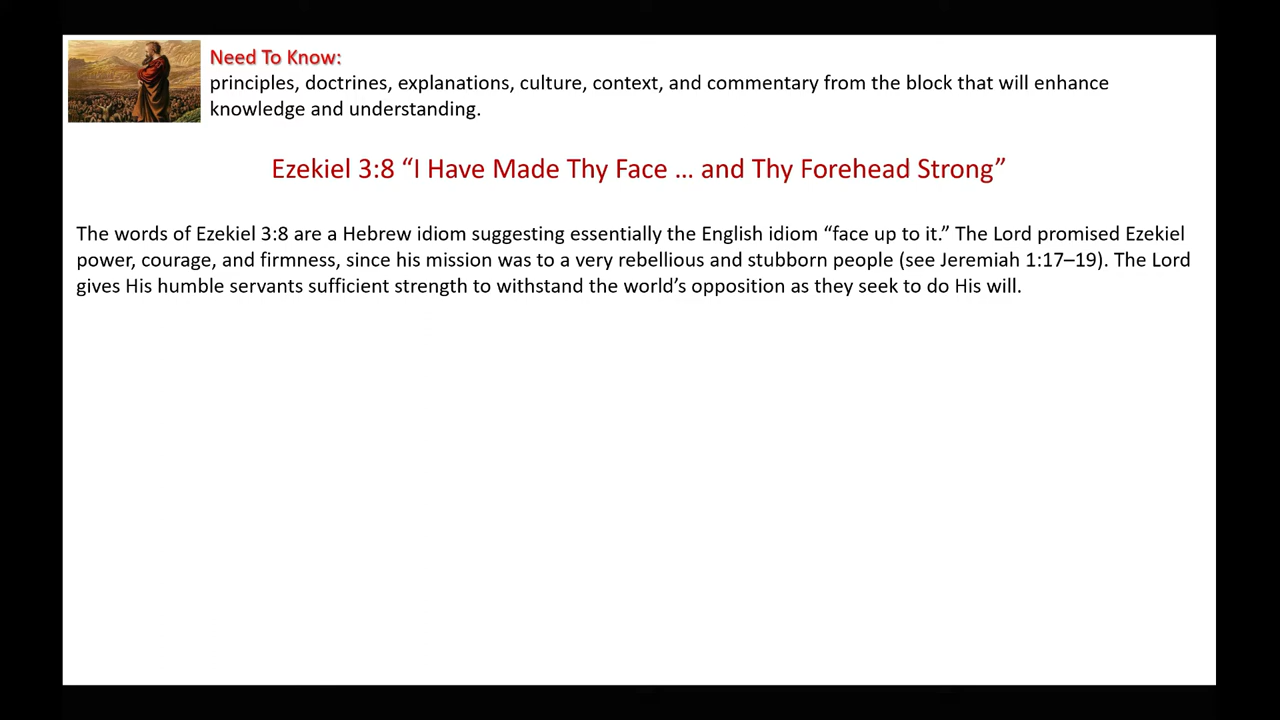 Need To Know:
principles, doctrines, explanations, culture, context, and commentary from the block that will enhance
knowledge and understanding.
Ezekiel 3:8 “I Have Made Thy Face … and Thy Forehead Strong”
The words of Ezekiel 3:8 are a Hebrew idiom suggesting essentially the English idiom “face up to it.” The Lord promised Ezekiel
power, courage, and firmness, since his mission was to a very rebellious and stubborn people (see Jeremiah 1:17–19). The Lord
gives His humble servants sufficient strength to withstand the world’s opposition as they seek to do His will.